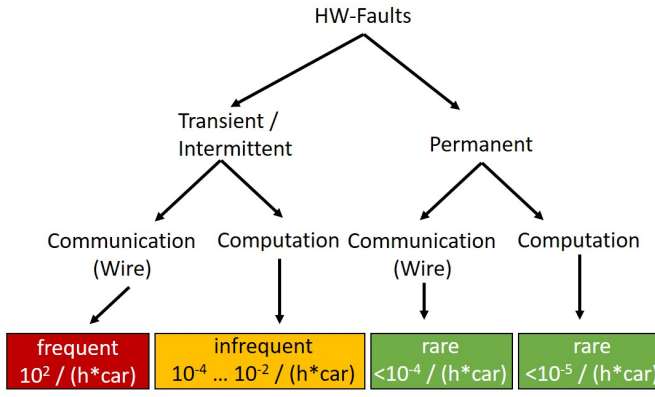 HW-Faults
Transient /
Intermittent
Permanent
Communication
(Wire)
Computation
Communication
(Wire)
Computation
frequent
10² / (h*car)
infrequent
10⁻⁴ ... 10⁻² / (h*car)
rare
<10⁻⁴ / (h*car)
rare
<10⁻⁵ / (h*car)